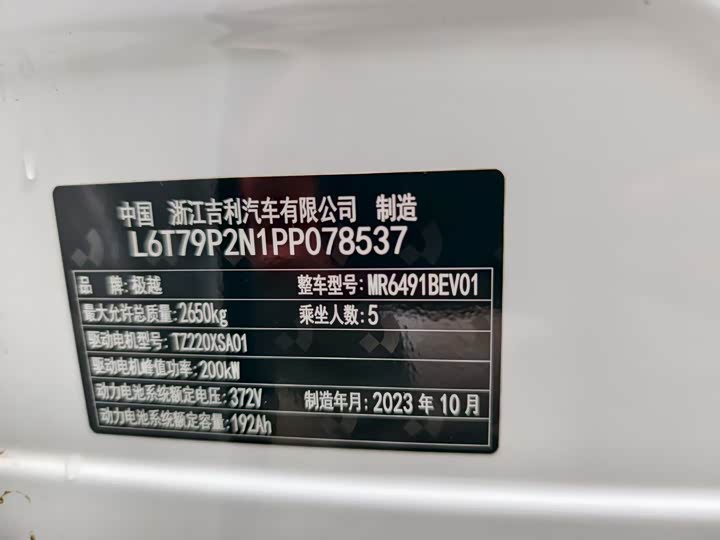 中国 浙江吉利汽车有限公司 制造
L6T79P2N1PP078537
品 牌:极越 整车型号:MR6491BEV01
最大允许总质量:2650kg 乘坐人数:5
驱动电机型号:TZ220XSA01
驱动电机峰值功率:200kW
动力电池系统额定电压:372V 制造年月:2023年10月
动力电池系统额定容量:192Ah